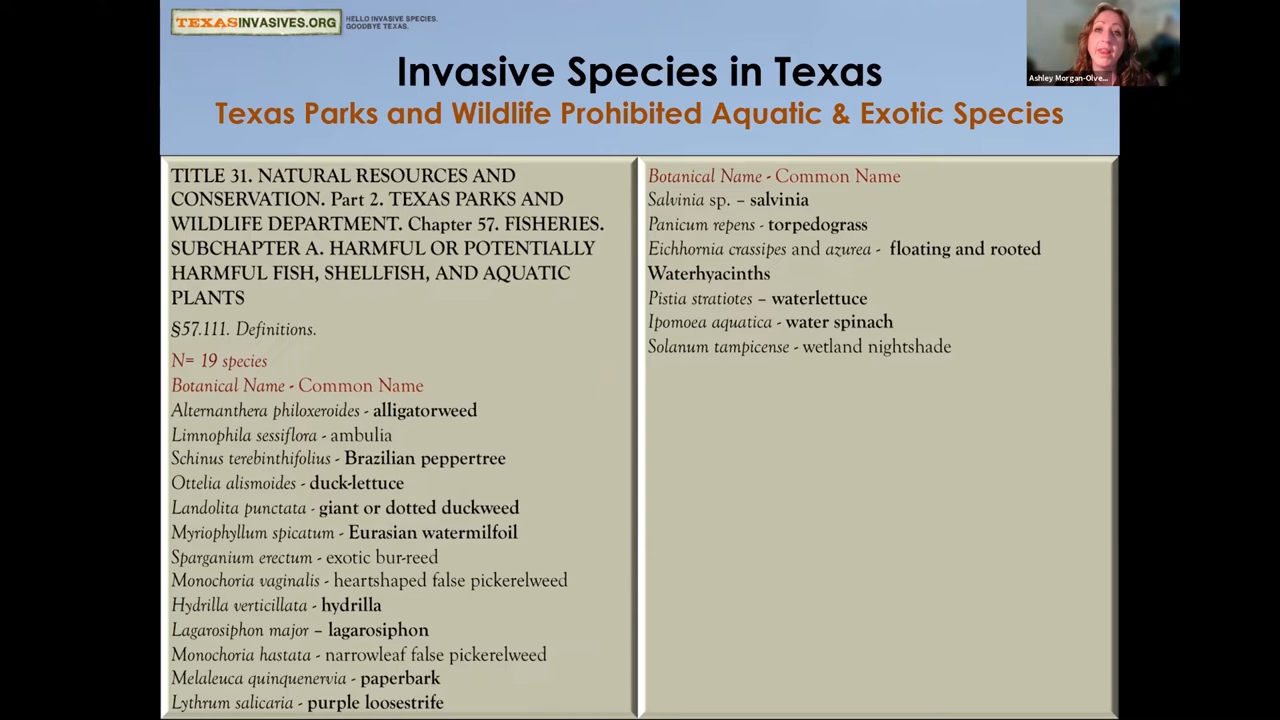 TEXASINVASIVES.ORG
HELLO INVASIVE SPECIES.
GOODBYE TEXAS.
Ashley Morgan-Olve...
Invasive Species in Texas
Texas Parks and Wildlife Prohibited Aquatic & Exotic Species
TITLE 31. NATURAL RESOURCES AND
CONSERVATION. Part 2. TEXAS PARKS AND
WILDLIFE DEPARTMENT. Chapter 57. FISHERIES.
SUBCHAPTER A. HARMFUL OR POTENTIALLY
HARMFUL FISH, SHELLFISH, AND AQUATIC
PLANTS
§57.111. Definitions.
N= 19 species
Botanical Name - Common Name
Alternanthera philoxeroides - alligatorweed
Limnophila sessiflora - ambulia
Schinus terebinthifolius - Brazilian peppertree
Ottelia alismoides - duck-lettuce
Landolita punctata - giant or dotted duckweed
Myriophyllum spicatum - Eurasian watermilfoil
Sparganium erectum - exotic bur-reed
Monochoria vaginalis - heartshaped false pickerelweed
Hydrilla verticillata - hydrilla
Lagarosiphon major – lagarosiphon
Monochoria hastata - narrowleaf false pickerelweed
Melaleuca quinquenervia - paperbark
Lythrum salicaria - purple loosestrife
Botanical Name - Common Name
Salvinia sp. – salvinia
Panicum repens - torpedograss
Eichhornia crassipes and azurea - floating and rooted
Waterhyacinths
Pistia stratiotes – waterlettuce
Ipomoea aquatica - water spinach
Solanum tampicense - wetland nightshade